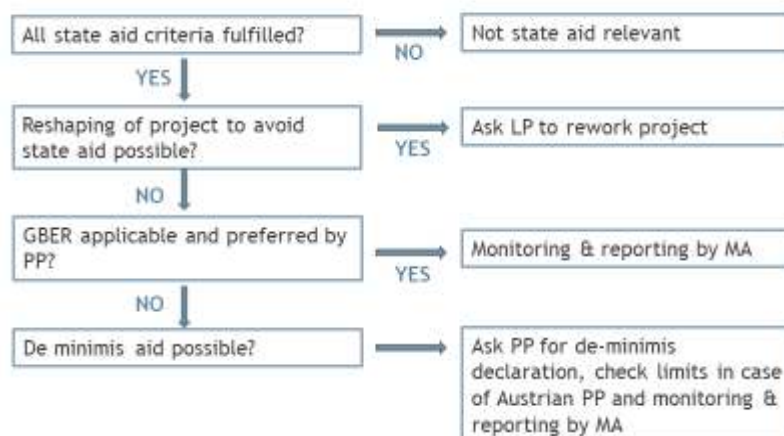 All state aid criteria fulfilled?
NO
Not state aid relevant
YES
Reshaping of project to avoid
state aid possible?
YES
Ask LP to rework project
NO
GBER applicable and preferred by
PP?
YES
Monitoring & reporting by MA
NO
De minimis aid possible?
Ask PP for de-minimis
declaration, check limits in case
of Austrian PP and monitoring &
reporting by MA